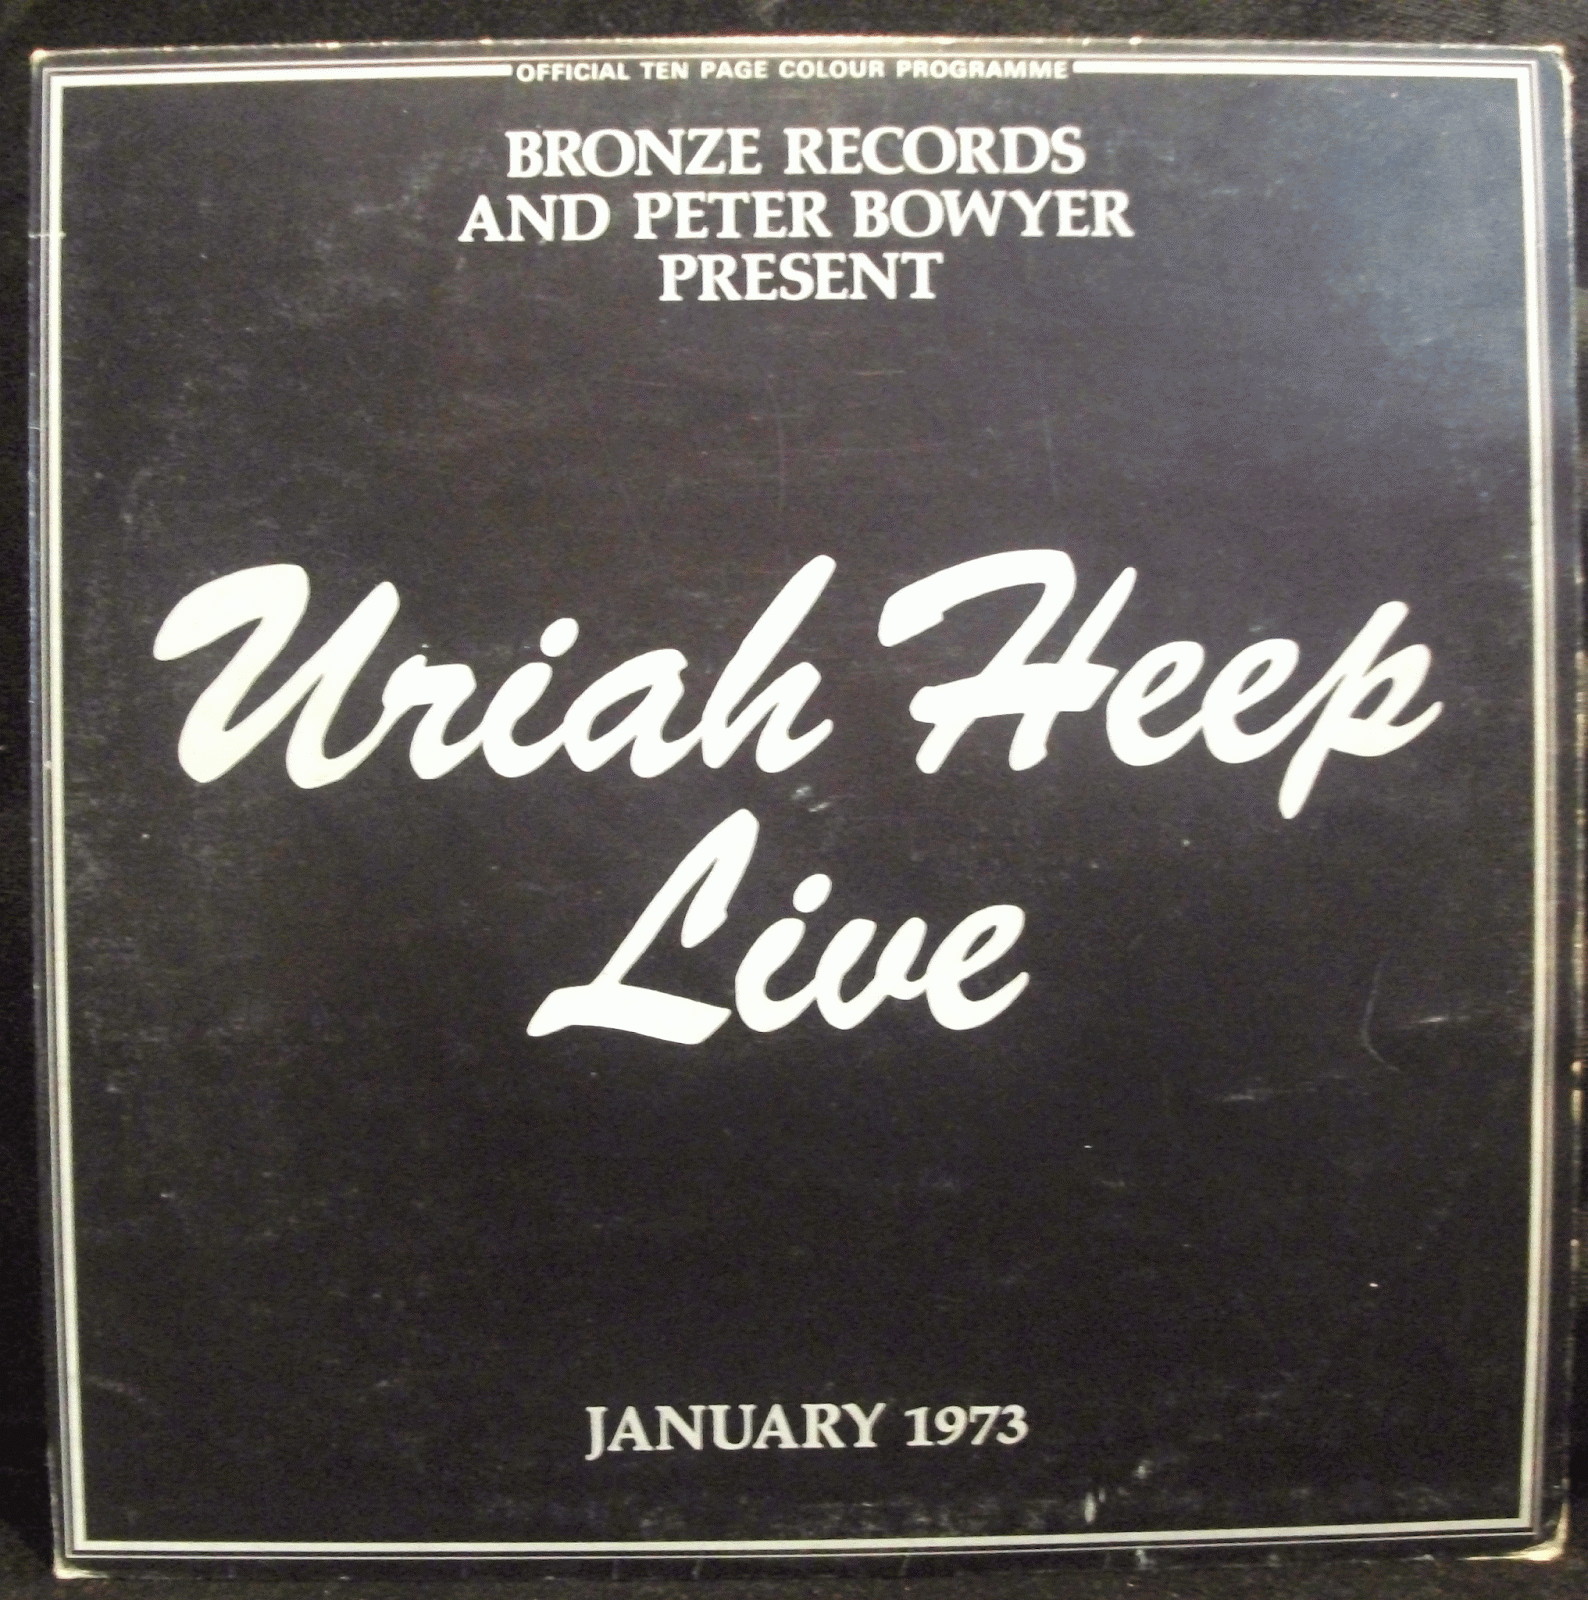 OFFICIAL TEN PAGE COLOUR PROGRAMME
BRONZE RECORDS
AND PETER BOWYER
PRESENT
Uriah Heep
Live
JANUARY 1973